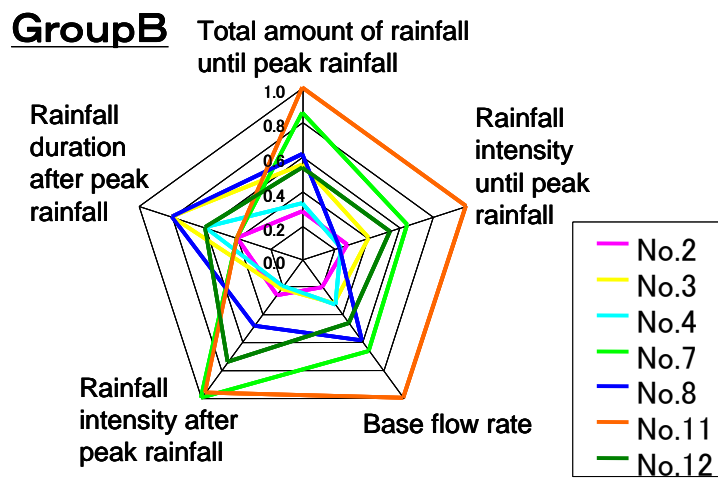 GroupB
Total amount of rainfall
until peak rainfall
Rainfall
duration
after peak
rainfall
Rainfall
intensity
until peak
rainfall
1.0
0.8
0.6
0.4
0.2
0.0
Rainfall
intensity after
peak rainfall
Base flow rate
No.2
No.3
No.4
No.7
No.8
No.11
No.12